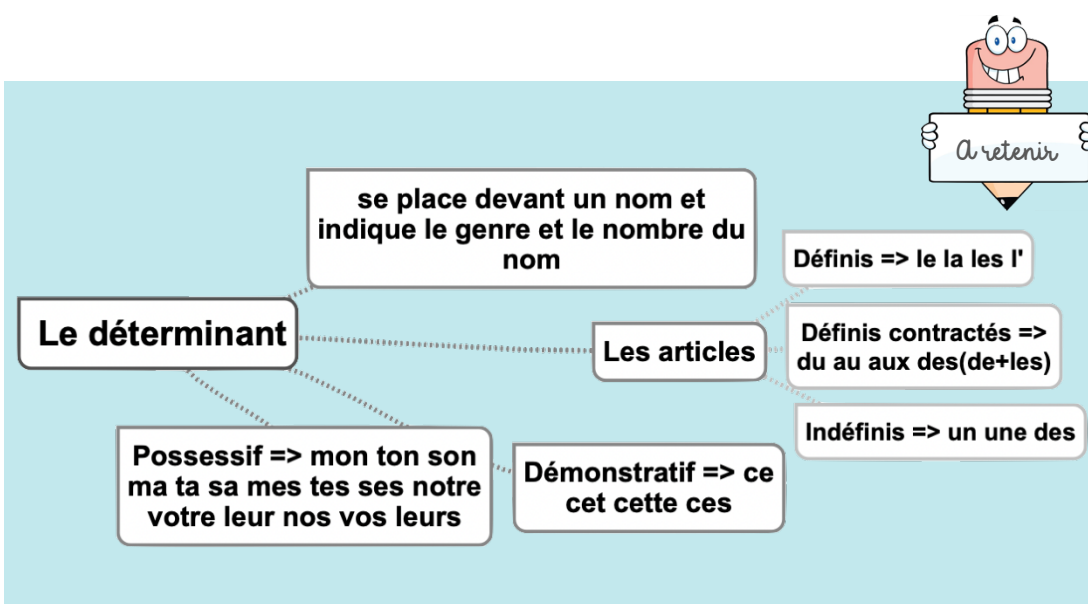 A retenir
se place devant un nom et
indique le genre et le nombre du
nom
Le déterminant
Les articles
Définis => le la les l'
Définis contractés =>
du au aux des(de+les)
Indéfinis => un une des
Possessif => mon ton son
ma ta sa mes tes ses notre
votre leur nos vos leurs
Démonstratif => ce
cet cette ces